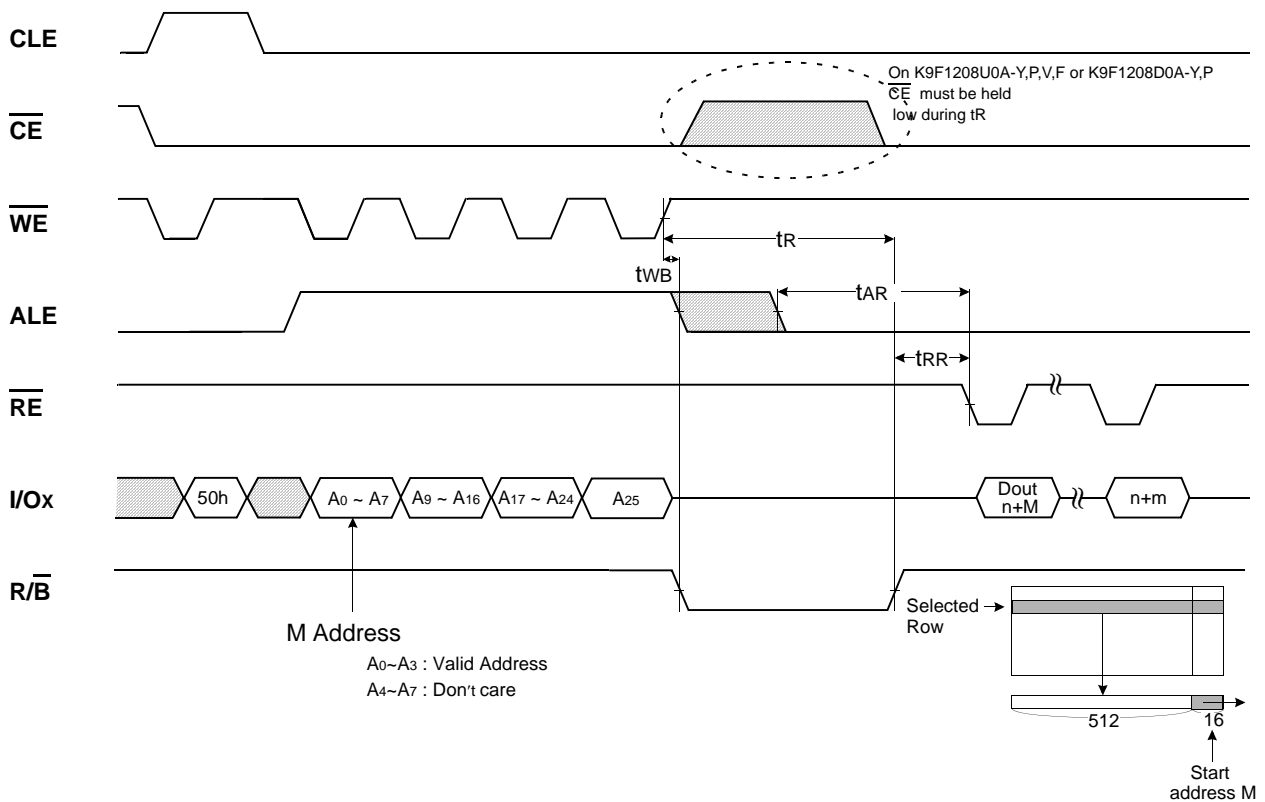 CLE
On K9F1208U0A-Y,P,V,F or K9F1208D0A-Y,P
CE must be held
low during tR
CE
WE
tR
tWB
tAR
ALE
tRR
RE
I/Ox
50h
A0 ~ A7
A9 ~ A16
A17 ~ A24
A25
Dout
n+M
n+m
R/B
Selected
Row
M Address
A0~A3 : Valid Address
A4~A7 : Don't care
512
16
Start
address M